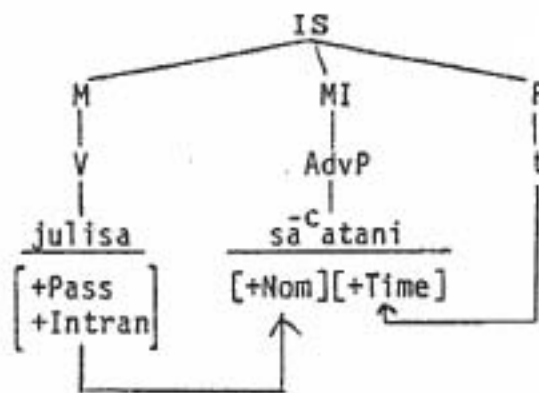 IS
M MI
V AdvP
julisa sa⁻ᶜatani
[+Pass [+Nom][+Time]
+Intran]